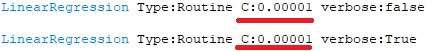 LinearRegression Type:Routine C:0.00001 verbose:false
LinearRegression Type:Routine C:0.00001 verbose:True